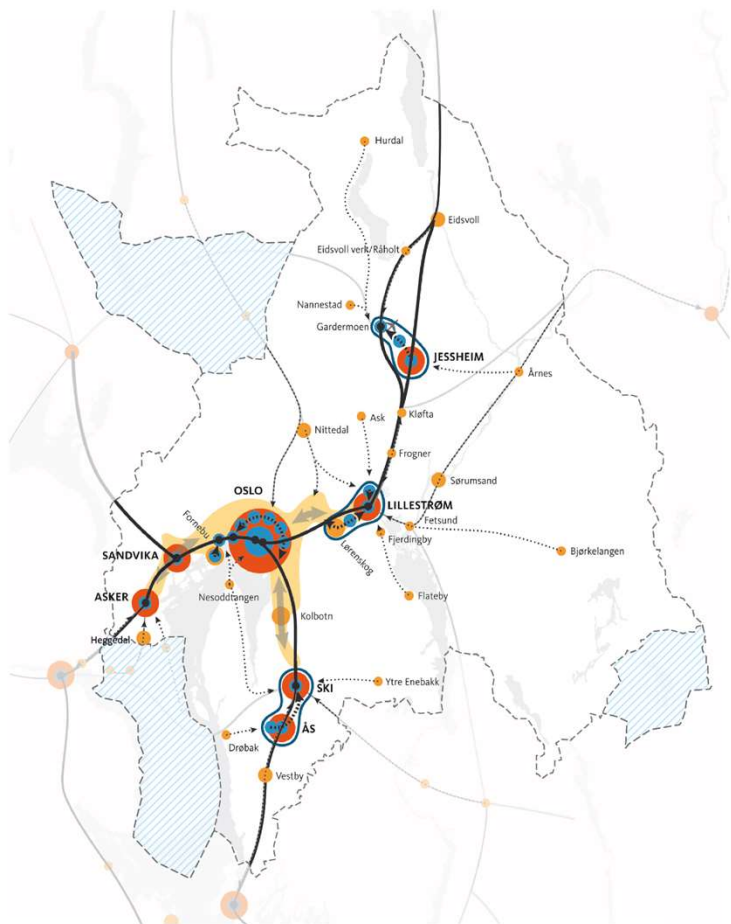 Hurdal
Eidsvoll
Eidsvoll verk/Råholt
Nannestad
Gardermoen
JESSHEIM
Årnes
Ask
Kløfta
Nittedal
Frogner
Sørumsand
OSLO
LILLESTRØM
Fornebu
Fetsund
Lørenskog
Fjerdingby
Bjørkelangen
SANDVIKA
ASKER
Nesoddtangen
Flateby
Kolbotn
Heggedal
SKI
Ytre Enebakk
ÅS
Drøbak
Vestby